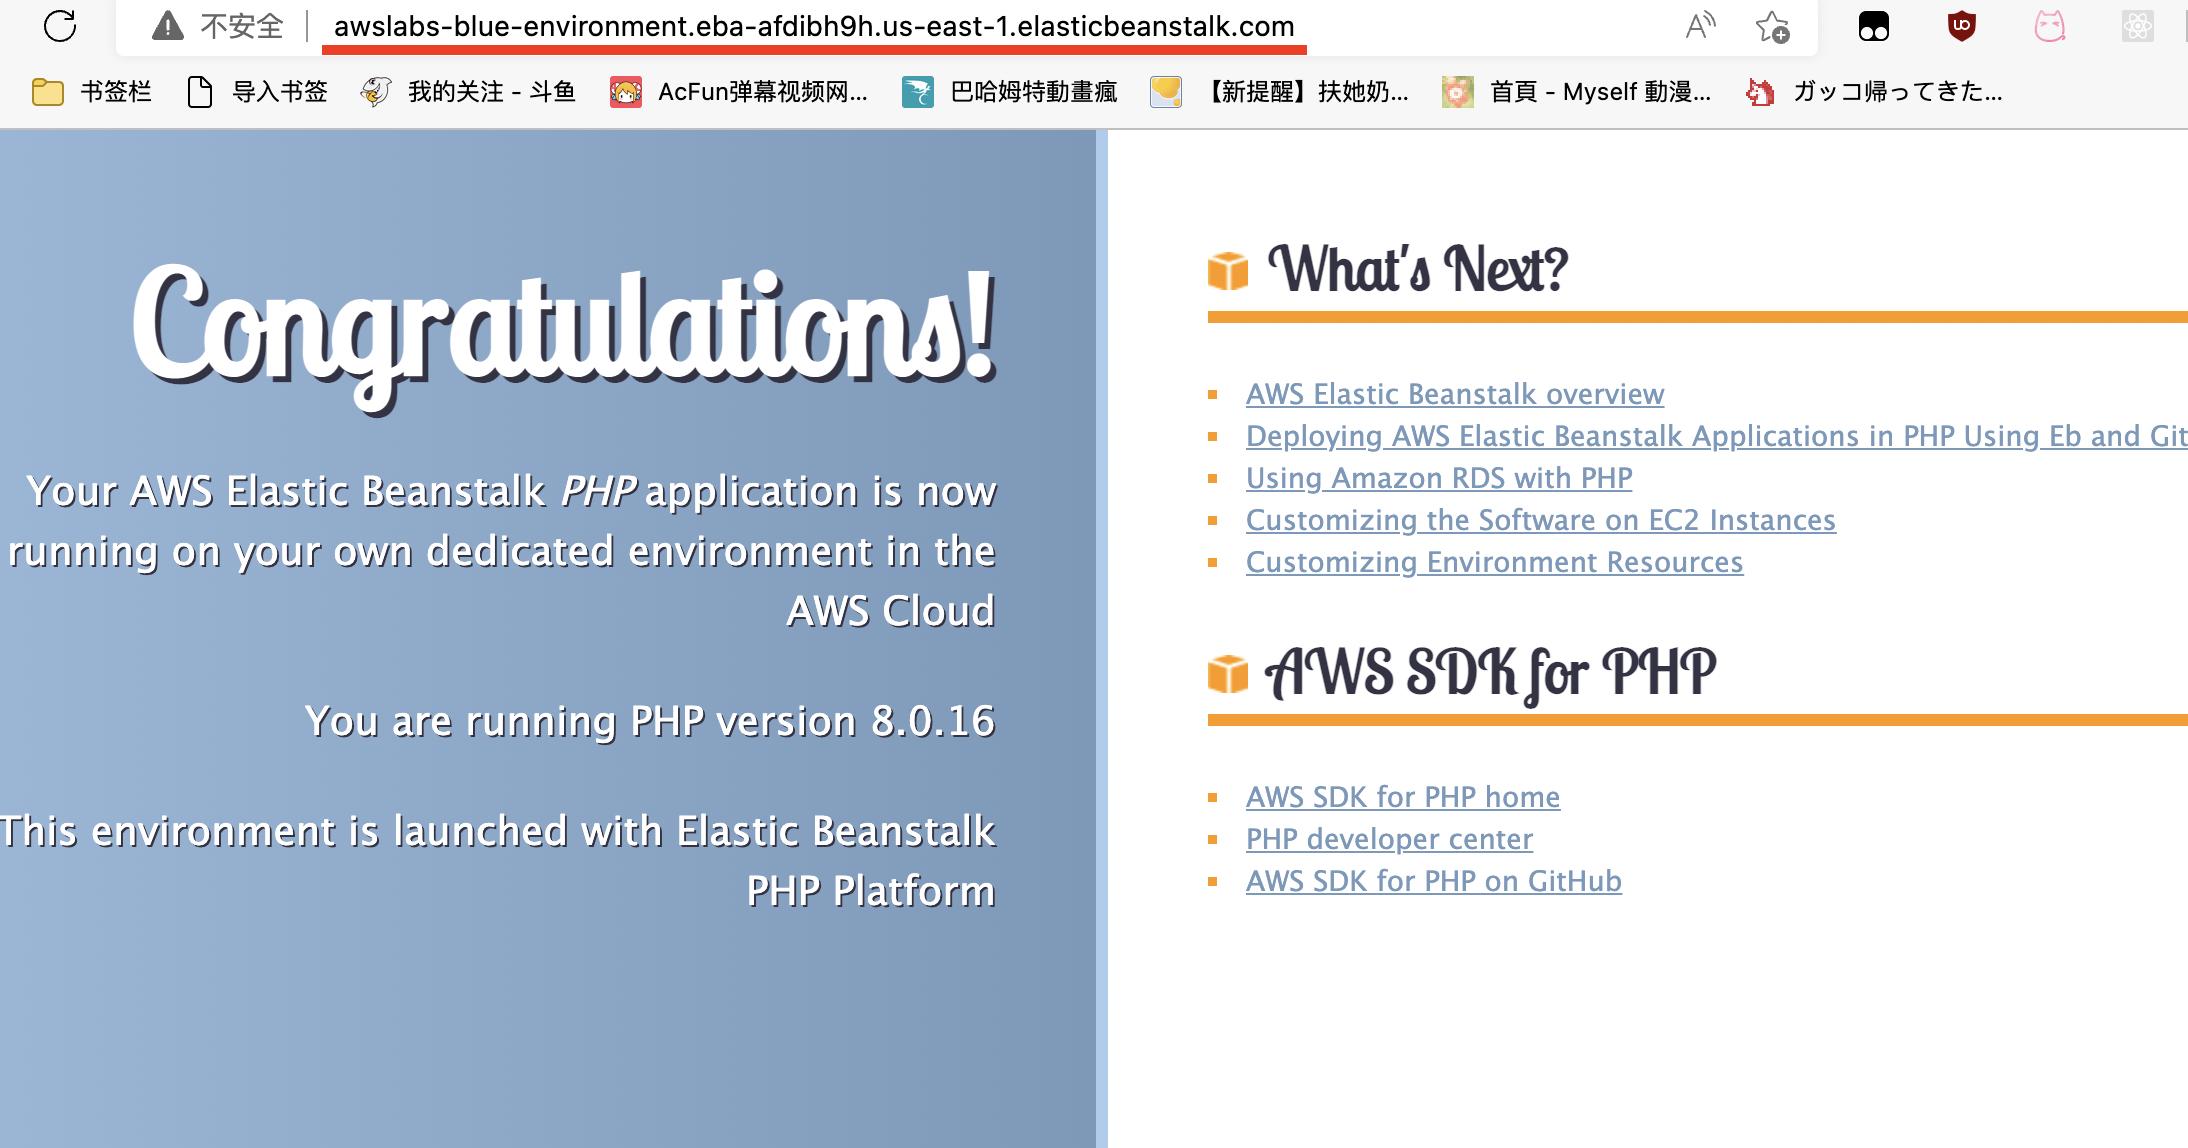 不安全 awslabs-blue-environment.eba-afdibh9h.us-east-1.elasticbeanstalk.com
书签栏 导入书签 我的关注 - 斗鱼 AcFun弹幕视频网... 巴哈姆特動畫瘋 【新提醒】扶她奶... 首頁 - Myself 動漫... ガッコ帰ってきた...
Congratulations!
Your AWS Elastic Beanstalk PHP application is now
running on your own dedicated environment in the
AWS Cloud
You are running PHP version 8.0.16
This environment is launched with Elastic Beanstalk
PHP Platform
What's Next?
AWS Elastic Beanstalk overview
Deploying AWS Elastic Beanstalk Applications in PHP Using Eb and Git
Using Amazon RDS with PHP
Customizing the Software on EC2 Instances
Customizing Environment Resources
AWS SDK for PHP
AWS SDK for PHP home
PHP developer center
AWS SDK for PHP on GitHub